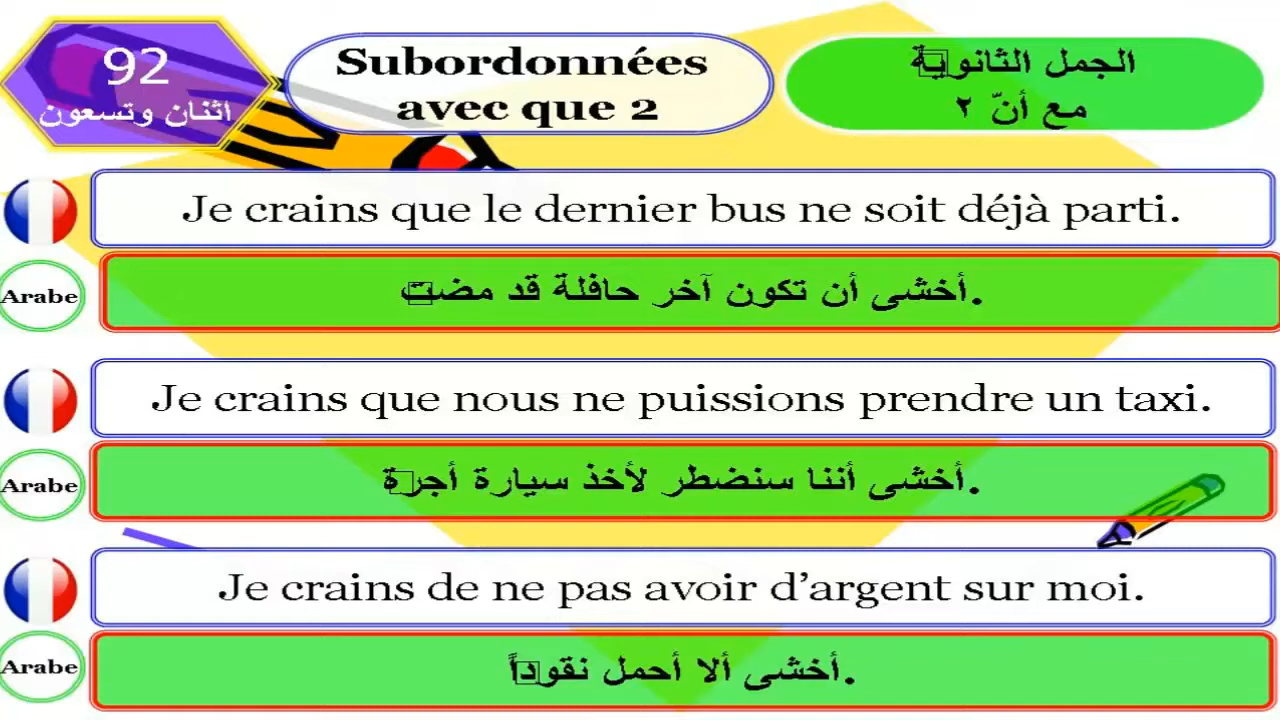 92
اثنان وتسعون
Subordonnées
avec que 2
الجمل الثانوية
مع أنّ ٢
Je crains que le dernier bus ne soit déjà parti.
Arabe
أخشى أن تكون آخر حافلة قد مضت.
Je crains que nous ne puissions prendre un taxi.
Arabe
أخشى أننا سنضطر لأخذ سيارة أجرة.
Je crains de ne pas avoir d’argent sur moi.
Arabe
أخشى ألا أحمل نقوداً.